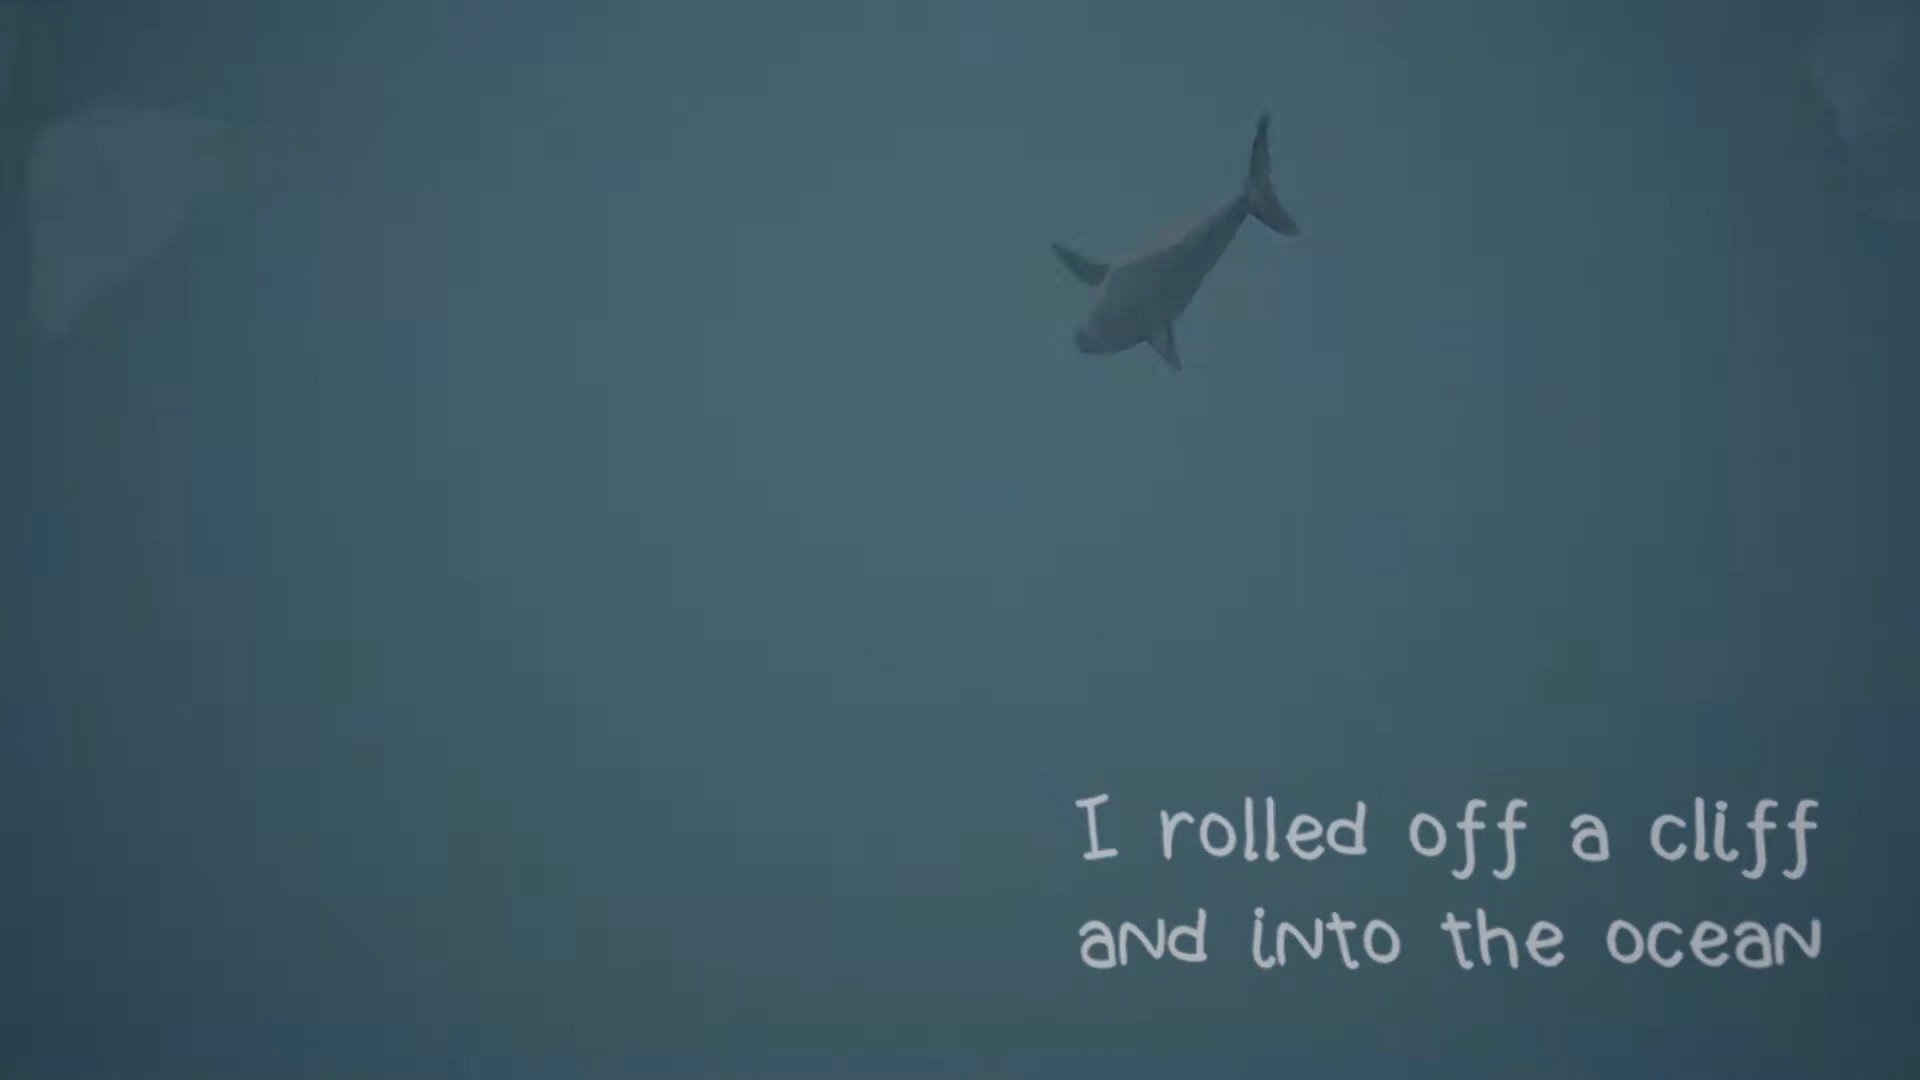 I rolled off a cliff
and into the ocean